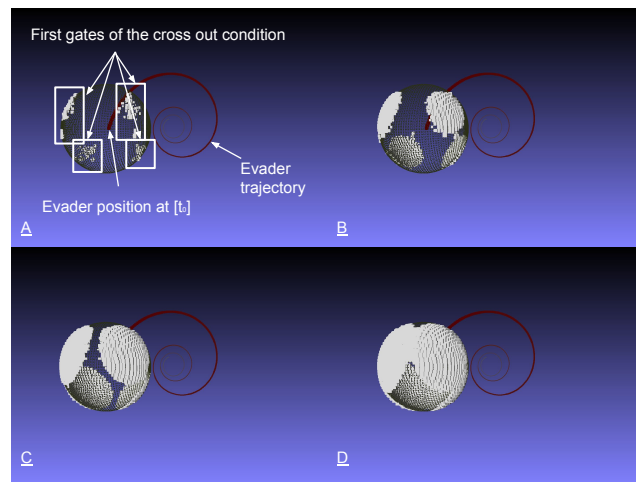 First gates of the cross out condition
Evader
trajectory
Evader position at [t₀]
A
B
C
D